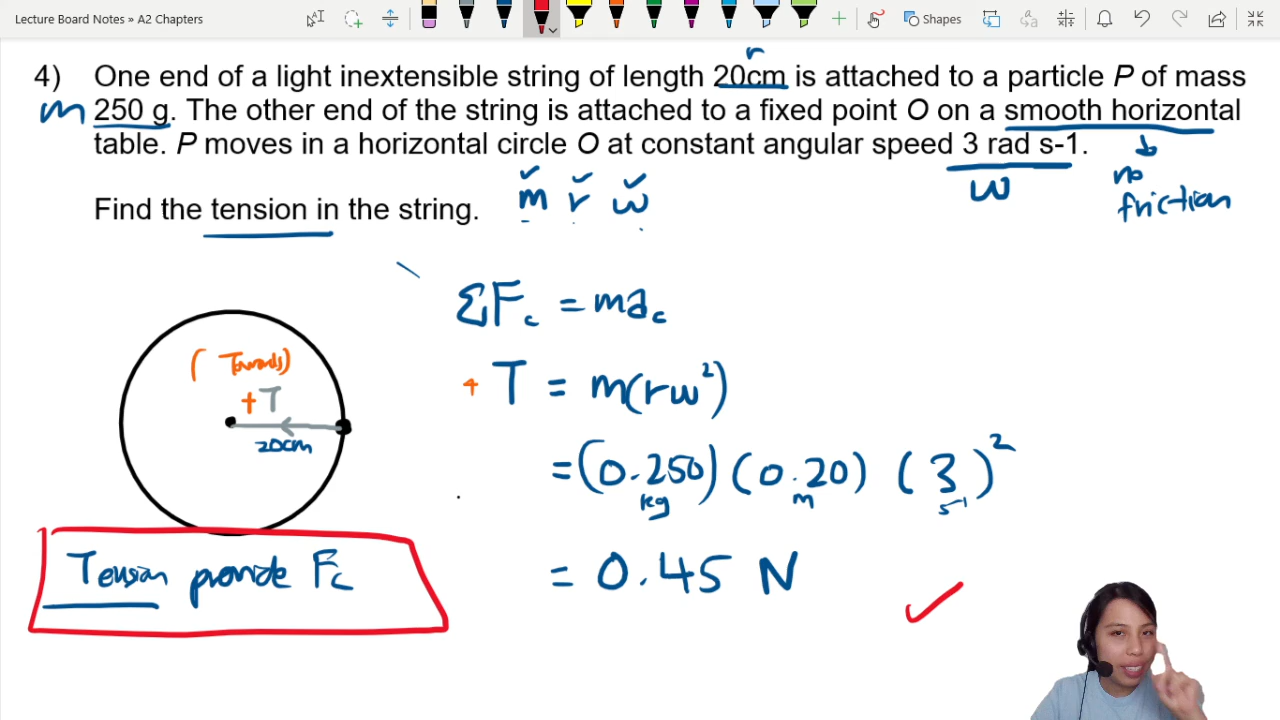 Lecture Board Notes » A2 Chapters
Shapes
r
4) One end of a light inextensible string of length 20cm is attached to a particle P of mass
m 250 g. The other end of the string is attached to a fixed point O on a smooth horizontal
table. P moves in a horizontal circle O at constant angular speed 3 rad s-1.
ω
no
friction
Find the tension in the string.
m r ω
ΣFc = mac
+ T = m(rω²)
= (0.250) (0.20) (3)²
kg m s⁻¹
= 0.45 N
(Towards)
+T
20cm
Tension provide Fc